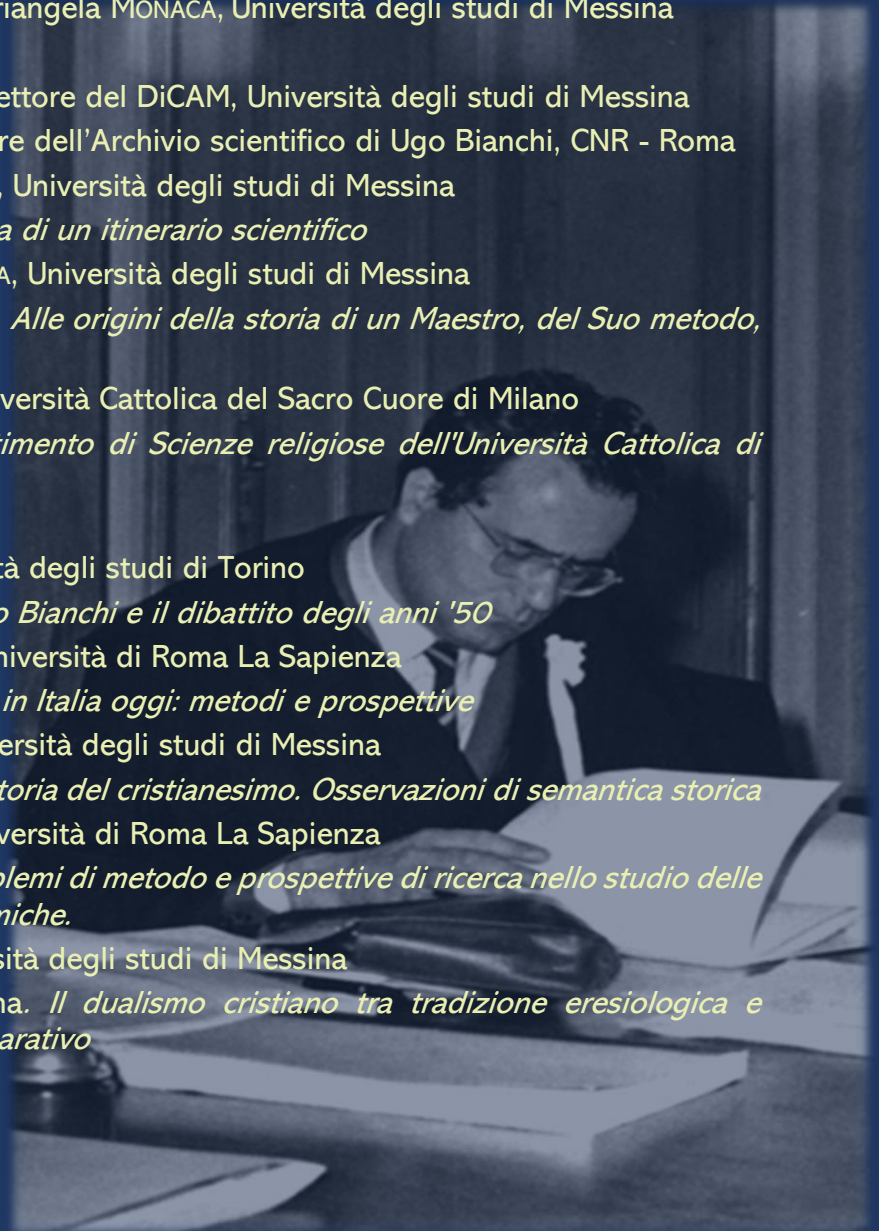 riangela MONACA, Università degli studi di Messina
ettore del DiCAM, Università degli studi di Messina
re dell’Archivio scientifico di Ugo Bianchi, CNR - Roma
, Università degli studi di Messina
a di un itinerario scientifico
A, Università degli studi di Messina
Alle origini della storia di un Maestro, del Suo metodo,
versità Cattolica del Sacro Cuore di Milano
timento di Scienze religiose dell'Università Cattolica di
tà degli studi di Torino
o Bianchi e il dibattito degli anni '50
niversità di Roma La Sapienza
in Italia oggi: metodi e prospettive
ersità degli studi di Messina
toria del cristianesimo. Osservazioni di semantica storica
versità di Roma La Sapienza
blemi di metodo e prospettive di ricerca nello studio delle
miche.
sità degli studi di Messina
na. Il dualismo cristiano tra tradizione eresiologica e
arativo